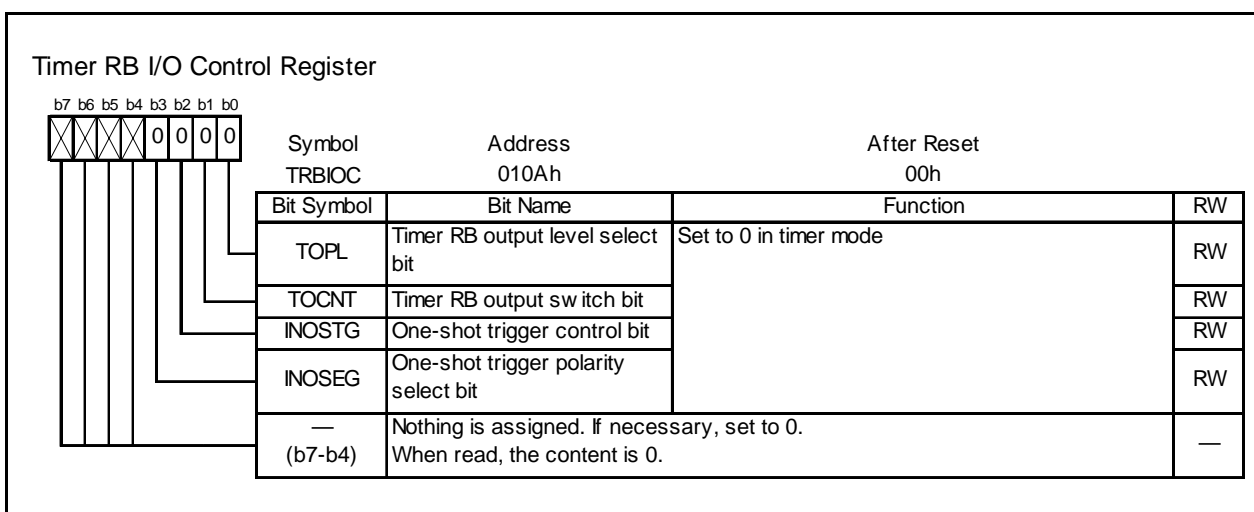 Timer RB I/O Control Register
b7 b6 b5 b4 b3 b2 b1 b0
0 0 0 0
Symbol Address After Reset
TRBIOC 010Ah 00h
Bit Symbol Bit Name Function RW
TOPL Timer RB output level select bit Set to 0 in timer mode RW
TOCNT Timer RB output switch bit RW
INOSTG One-shot trigger control bit RW
INOSEG One-shot trigger polarity select bit RW
— (b7-b4) Nothing is assigned. If necessary, set to 0. —
When read, the content is 0.